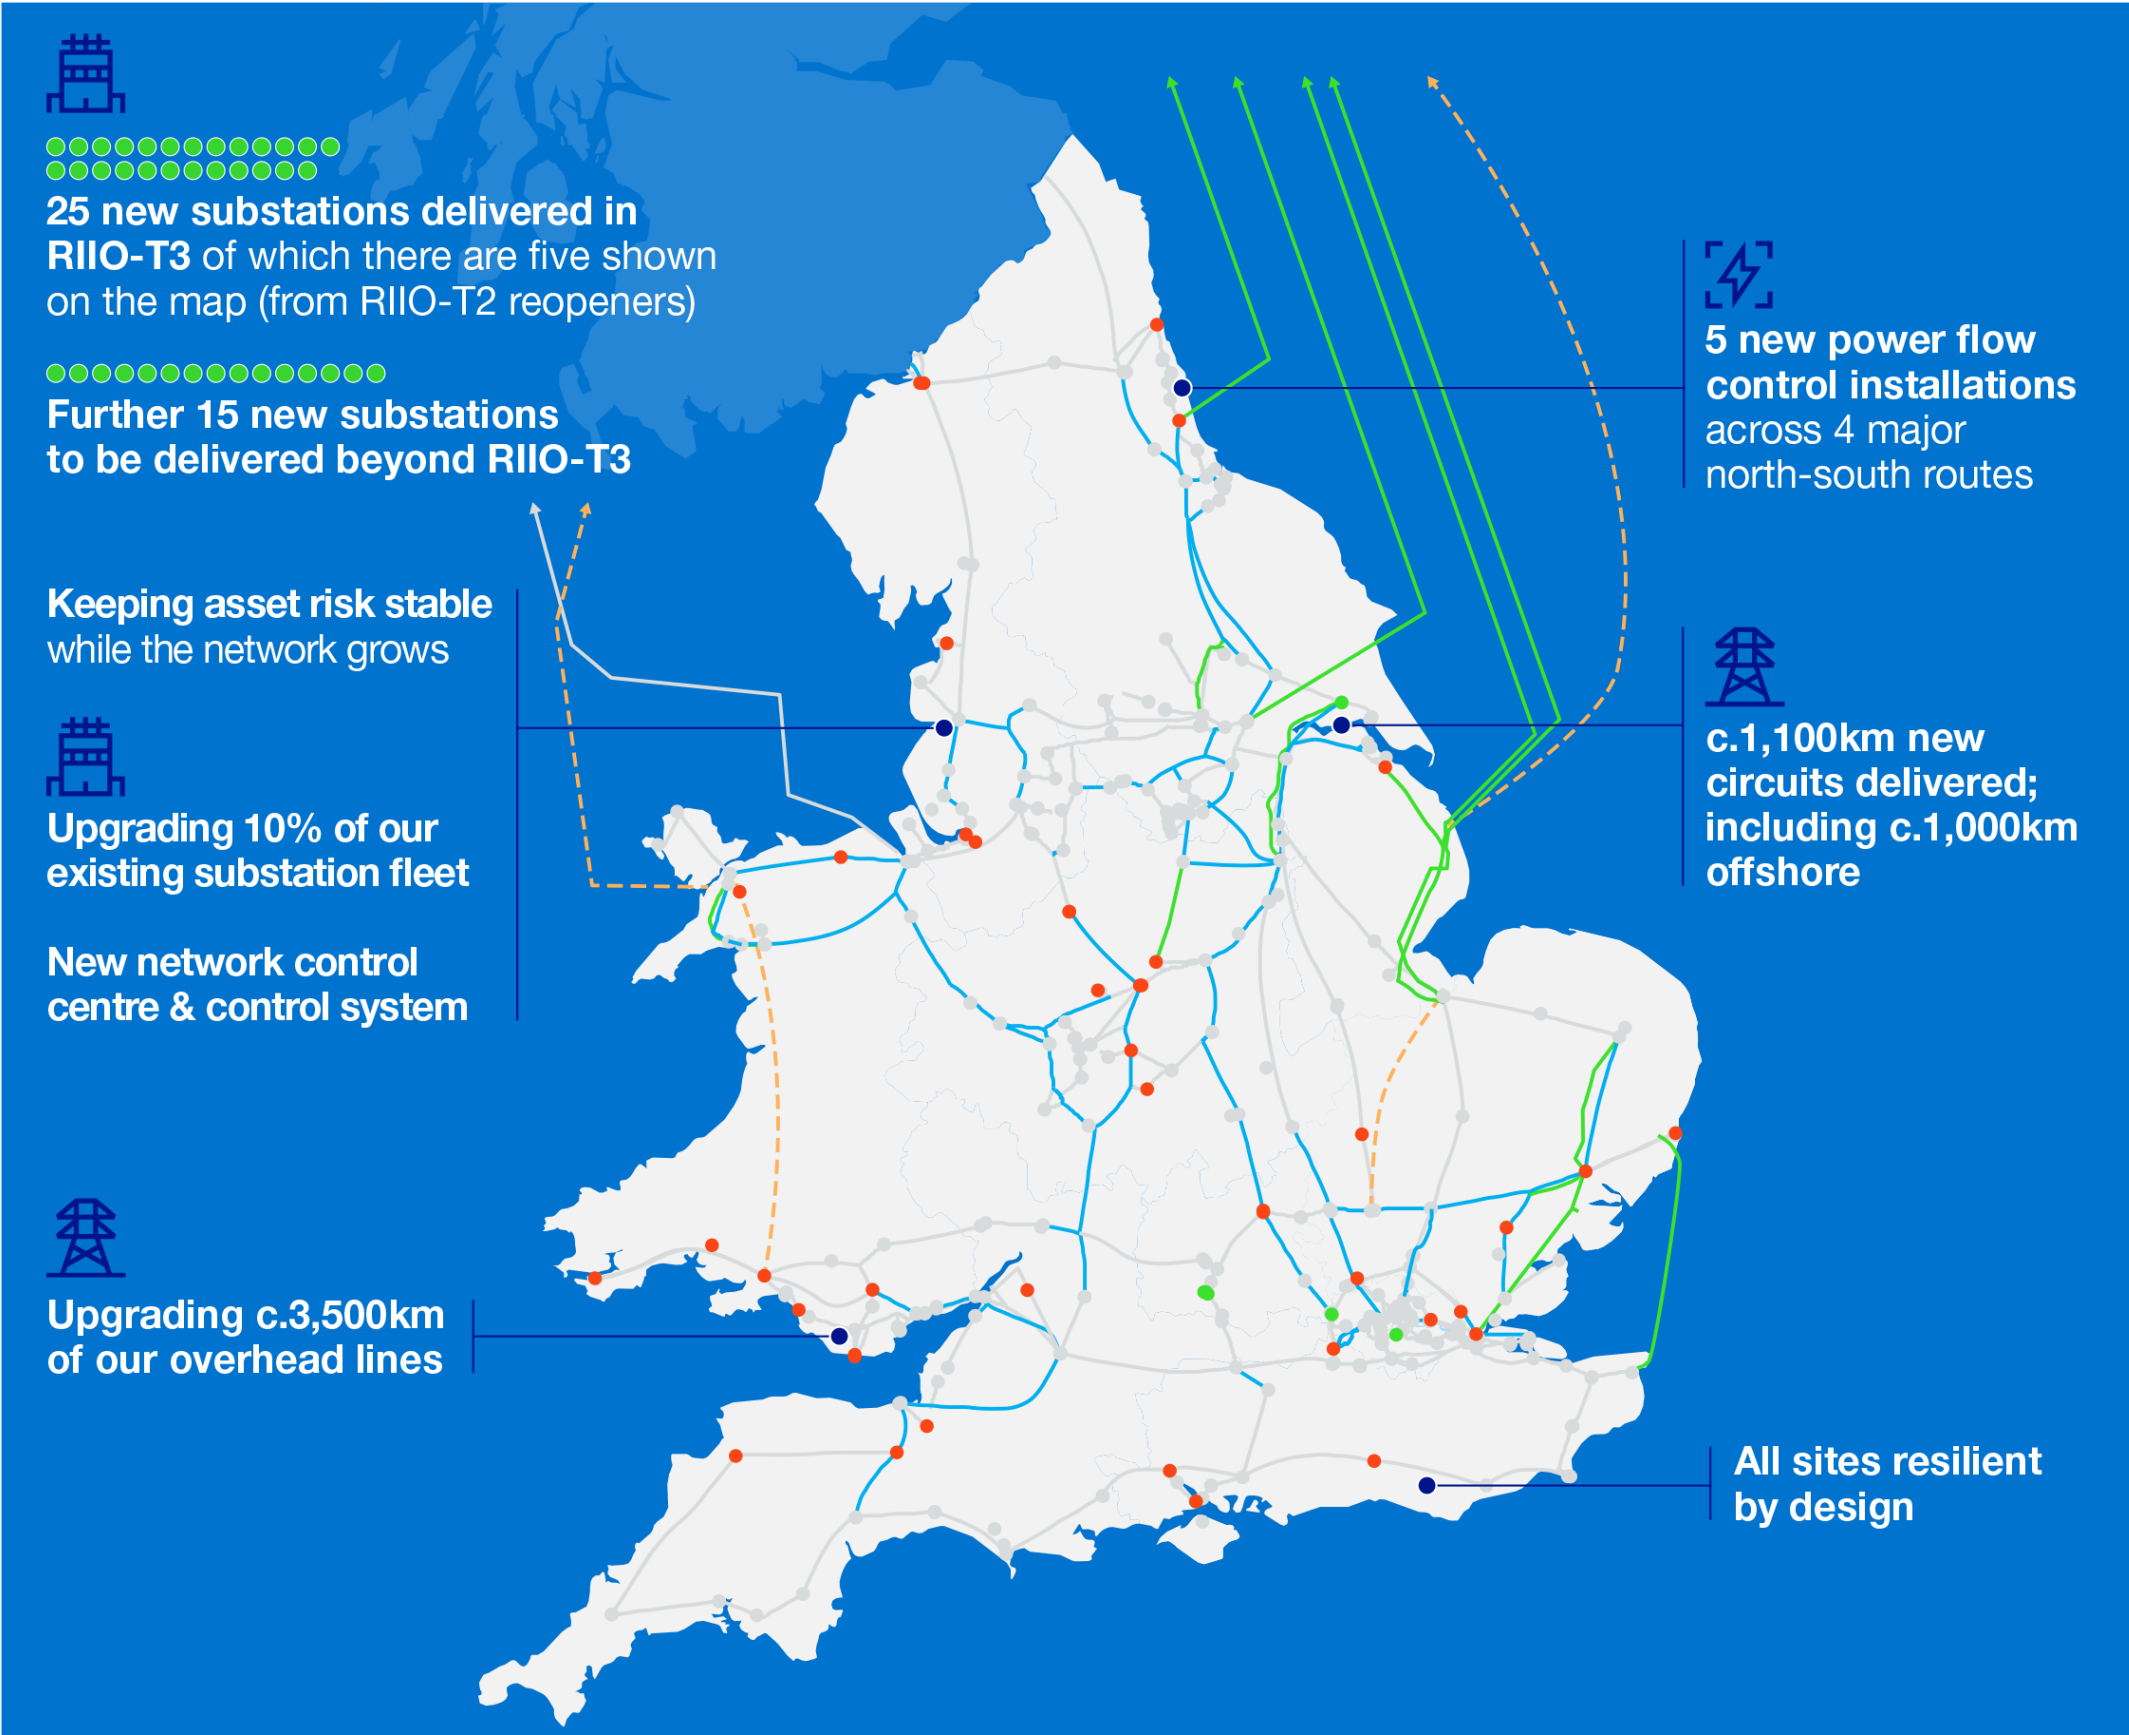 25 new substations delivered in
RIIO-T3 of which there are five shown
on the map (from RIIO-T2 reopeners)
Further 15 new substations
to be delivered beyond RIIO-T3
Keeping asset risk stable
while the network grows
Upgrading 10% of our
existing substation fleet
New network control
centre & control system
Upgrading c.3,500km
of our overhead lines
5 new power flow
control installations
across 4 major
north-south routes
c.1,100km new
circuits delivered;
including c.1,000km
offshore
All sites resilient
by design